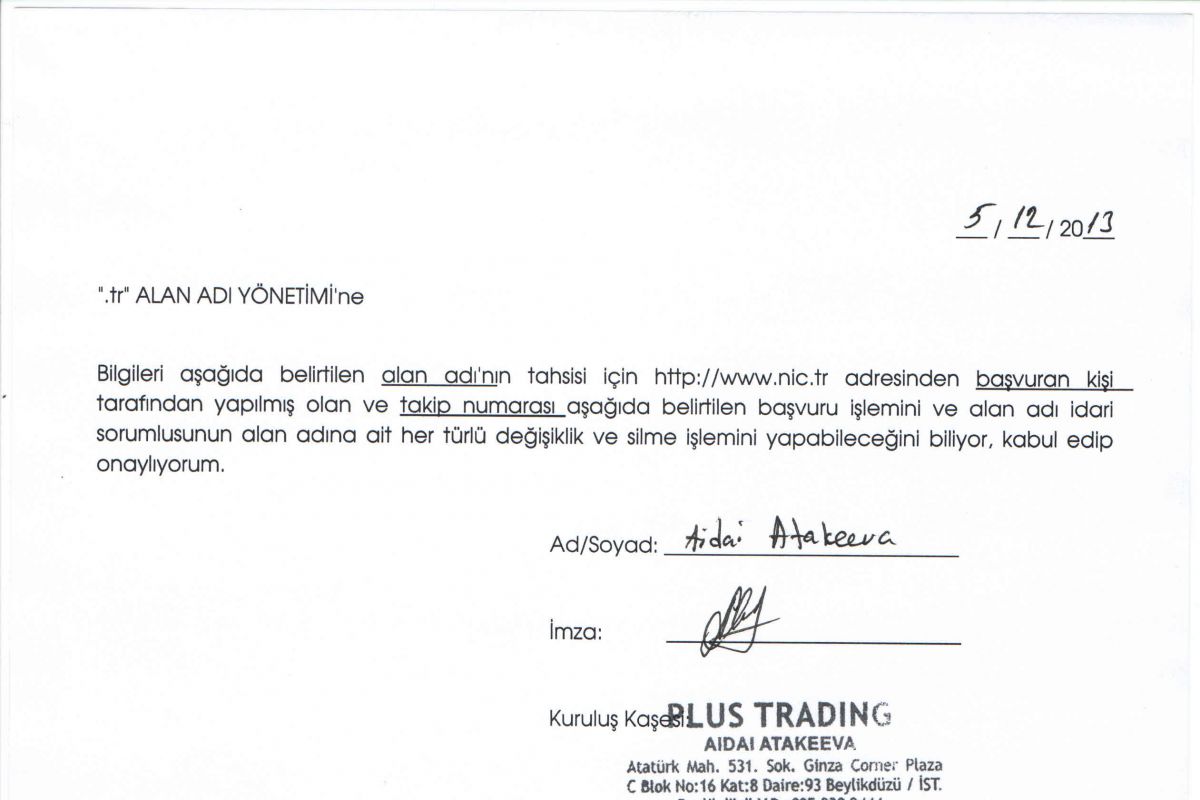 5 / 12 / 2013
".tr" ALAN ADI YÖNETİMİ'ne
Bilgileri aşağıda belirtilen alan adı'nın tahsisi için http://www.nic.tr adresinden başvuran kişi
tarafından yapılmış olan ve takip numarası aşağıda belirtilen başvuru işlemini ve alan adı idari
sorumlusunun alan adına ait her türlü değişiklik ve silme işlemini yapabileceğini biliyor, kabul edip
onaylıyorum.
Ad/Soyad: Aidai Atakeeva
İmza:
Kuruluş Kaşesi: PLUS TRADING
AIDAI ATAKEEVA
Atatürk Mah. 531. Sok. Ginza Corner Plaza
C Blok No:16 Kat:8 Daire:93 Beylikdüzü / İST.